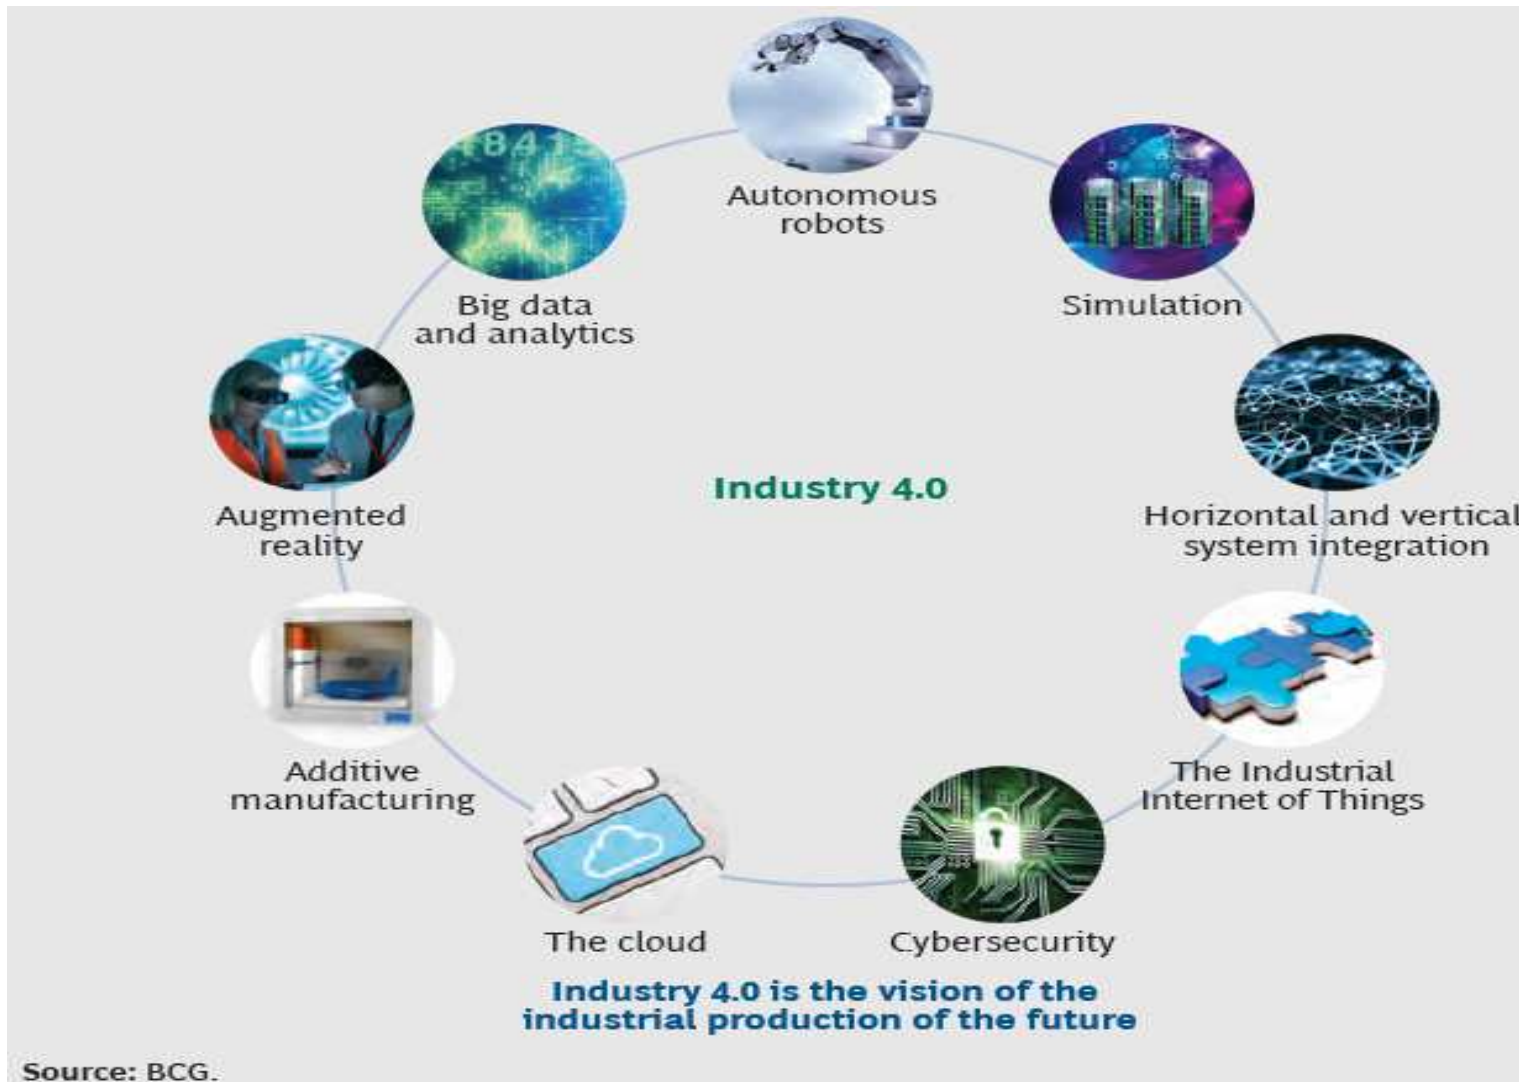 Autonomous
robots
Simulation
Horizontal and vertical
system integration
The Industrial
Internet of Things
Cybersecurity
The cloud
Additive
manufacturing
Augmented
reality
Big data
and analytics
Industry 4.0
Industry 4.0 is the vision of the
industrial production of the future
Source: BCG.